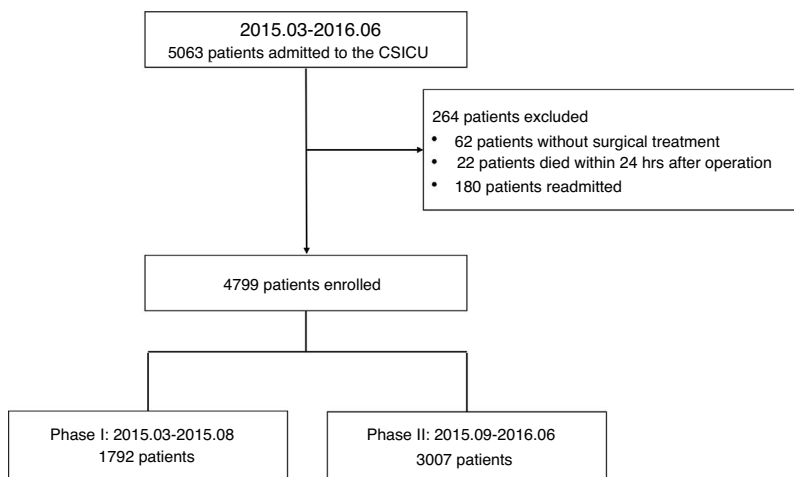 2015.03-2016.06
5063 patients admitted to the CSICU
264 patients excluded
• 62 patients without surgical treatment
• 22 patients died within 24 hrs after operation
• 180 patients readmitted
4799 patients enrolled
Phase I: 2015.03-2015.08
1792 patients
Phase II: 2015.09-2016.06
3007 patients